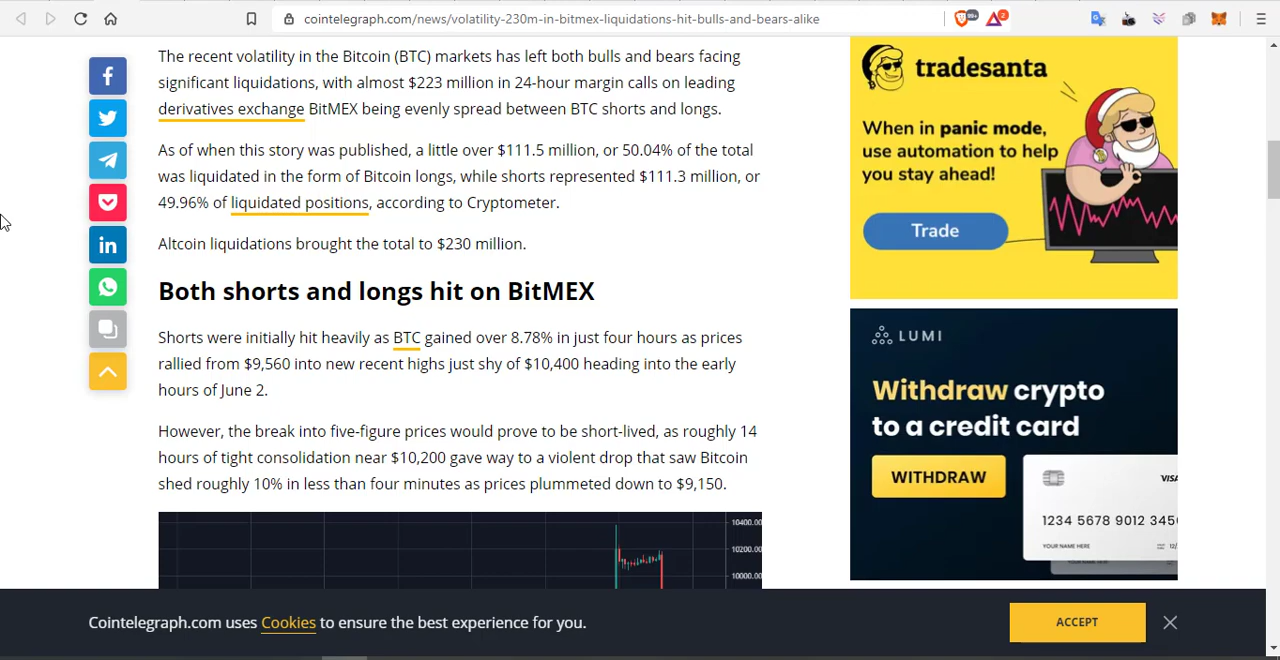 cointelegraph.com/news/volatility-230m-in-bitmex-liquidations-hit-bulls-and-bears-alike
99+
2
The recent volatility in the Bitcoin (BTC) markets has left both bulls and bears facing
significant liquidations, with almost $223 million in 24-hour margin calls on leading
derivatives exchange BitMEX being evenly spread between BTC shorts and longs.
As of when this story was published, a little over $111.5 million, or 50.04% of the total
was liquidated in the form of Bitcoin longs, while shorts represented $111.3 million, or
49.96% of liquidated positions, according to Cryptometer.
Altcoin liquidations brought the total to $230 million.
Both shorts and longs hit on BitMEX
Shorts were initially hit heavily as BTC gained over 8.78% in just four hours as prices
rallied from $9,560 into new recent highs just shy of $10,400 heading into the early
hours of June 2.
However, the break into five-figure prices would prove to be short-lived, as roughly 14
hours of tight consolidation near $10,200 gave way to a violent drop that saw Bitcoin
shed roughly 10% in less than four minutes as prices plummeted down to $9,150.
10400.00
10200.00
10000.00
tradesanta
When in panic mode,
use automation to help
you stay ahead!
Trade
LUMI
Withdraw crypto
to a credit card
WITHDRAW
VISA
1234 5678 9012 345
YOUR NAME HERE
12/
Cointelegraph.com uses Cookies to ensure the best experience for you.
ACCEPT